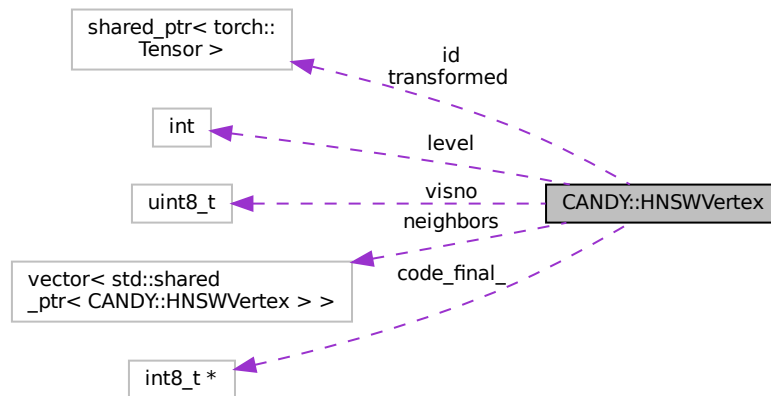 shared_ptr< torch::
Tensor >
id
transformed
int
level
uint8_t
visno
CANDY::HNSWVertex
neighbors
vector< std::shared
_ptr< CANDY::HNSWVertex > >
code_final_
int8_t *